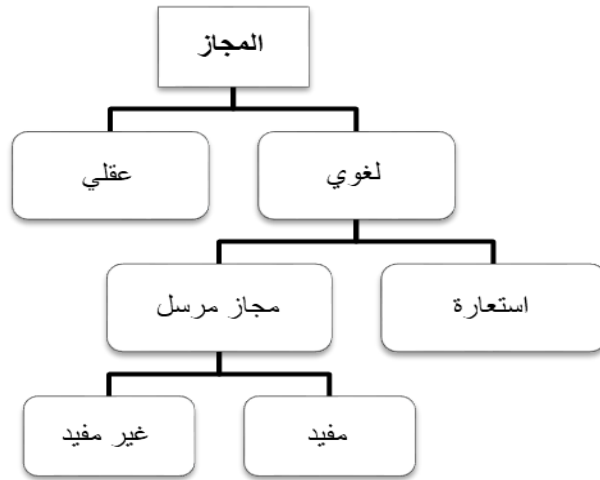 المجاز
لغوي
عقلي
استعارة
مجاز مرسل
مفيد
غير مفيد